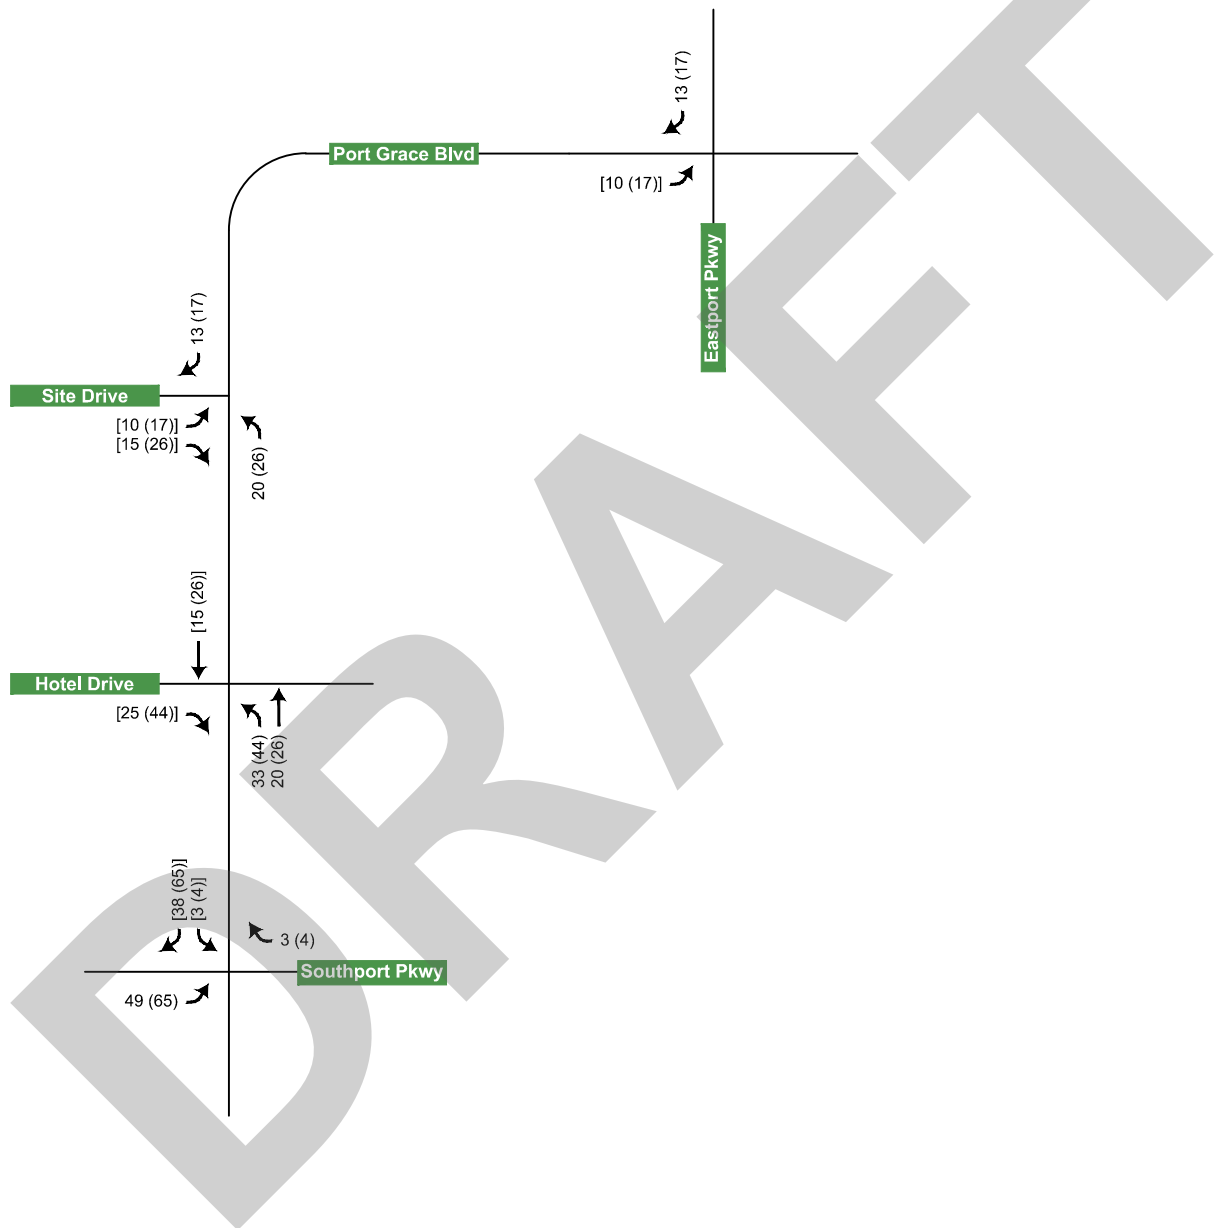 13 (17)
Port Grace Blvd
[10 (17)]
Eastport Pkwy
13 (17)
Site Drive
[10 (17)]
[15 (26)]
20 (26)
[15 (26)]
Hotel Drive
[25 (44)]
33 (44)
20 (26)
[38 (65)]
[3 (4)]
3 (4)
Southport Pkwy
49 (65)
DRAFT